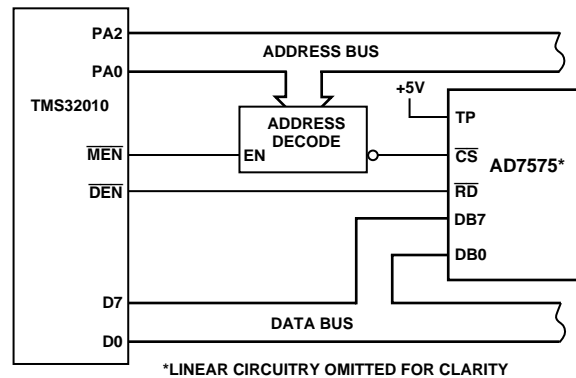 PA2
ADDRESS BUS
PA0
+5V
TMS32010
TP
ADDRESS
DECODE
MEN
EN
CS
AD7575*
DEN
RD
DB7
DB0
D7
DATA BUS
D0
*LINEAR CIRCUITRY OMITTED FOR CLARITY